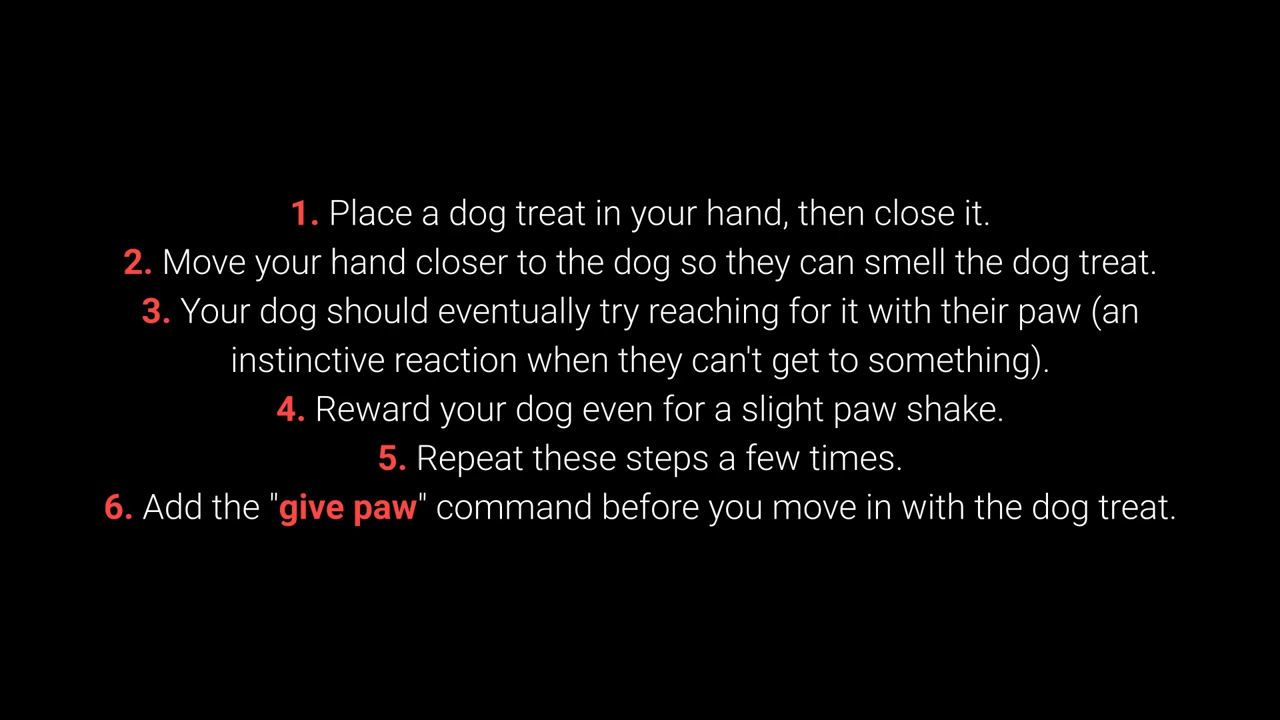 1. Place a dog treat in your hand, then close it.
2. Move your hand closer to the dog so they can smell the dog treat.
3. Your dog should eventually try reaching for it with their paw (an
instinctive reaction when they can't get to something).
4. Reward your dog even for a slight paw shake.
5. Repeat these steps a few times.
6. Add the "give paw" command before you move in with the dog treat.